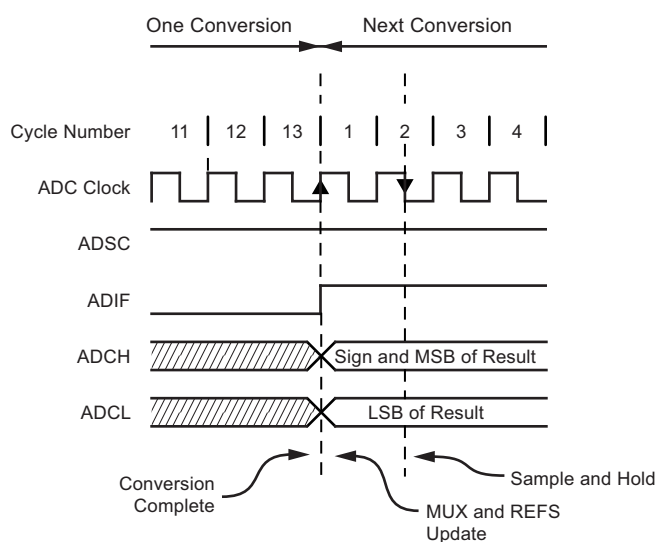 One Conversion Next Conversion
Cycle Number 11 12 13 1 2 3 4
ADC Clock
ADSC
ADIF
ADCH Sign and MSB of Result
ADCL LSB of Result
Conversion
Complete
MUX and REFS
Update
Sample and Hold